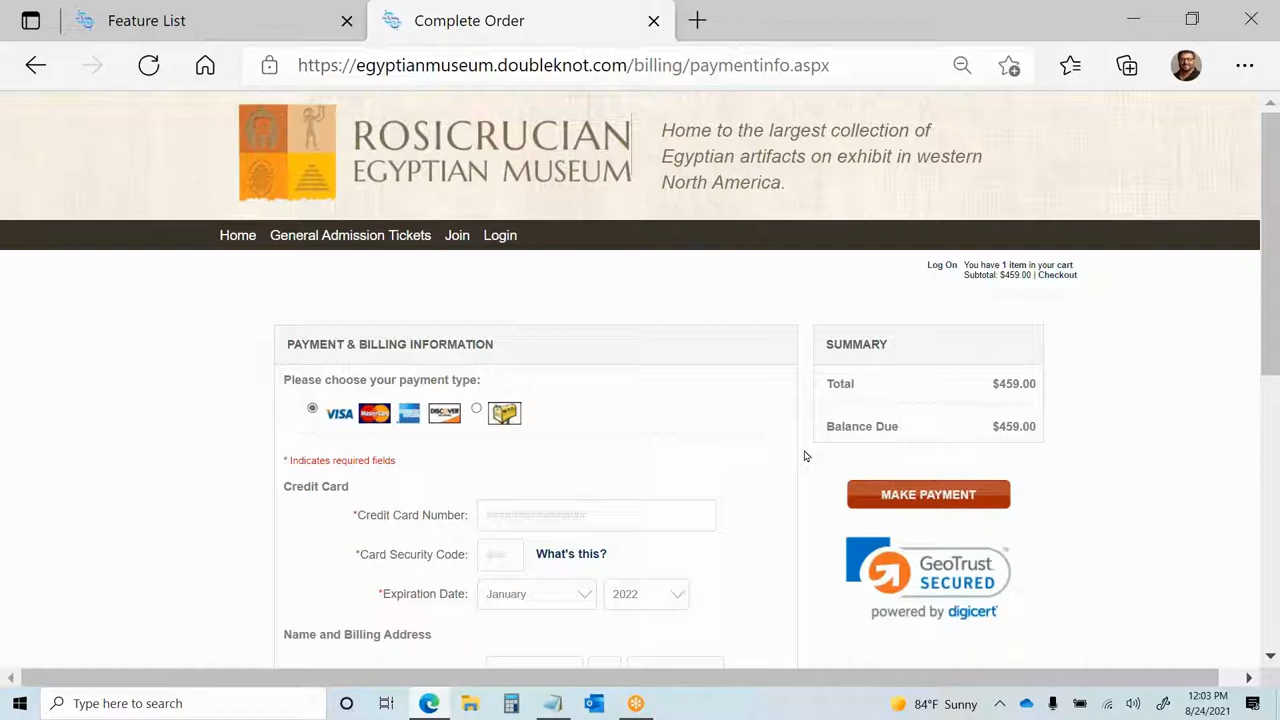 Feature List
Complete Order
https://egyptianmuseum.doubleknot.com/billing/paymentinfo.aspx
ROSICRUCIAN
EGYPTIAN MUSEUM
Home to the largest collection of
Egyptian artifacts on exhibit in western
North America.
Home General Admission Tickets Join Login
Log On You have 1 item in your cart
Subtotal: $459.00 | Checkout
PAYMENT & BILLING INFORMATION
Please choose your payment type:
VISA MasterCard DISCOVER
* Indicates required fields
Credit Card
*Credit Card Number:
*Card Security Code: What's this?
*Expiration Date: January 2022
Name and Billing Address
SUMMARY
Total $459.00
Balance Due $459.00
MAKE PAYMENT
GeoTrust
SECURED
powered by digicert
Type here to search
84°F Sunny
12:03 PM
8/24/2021